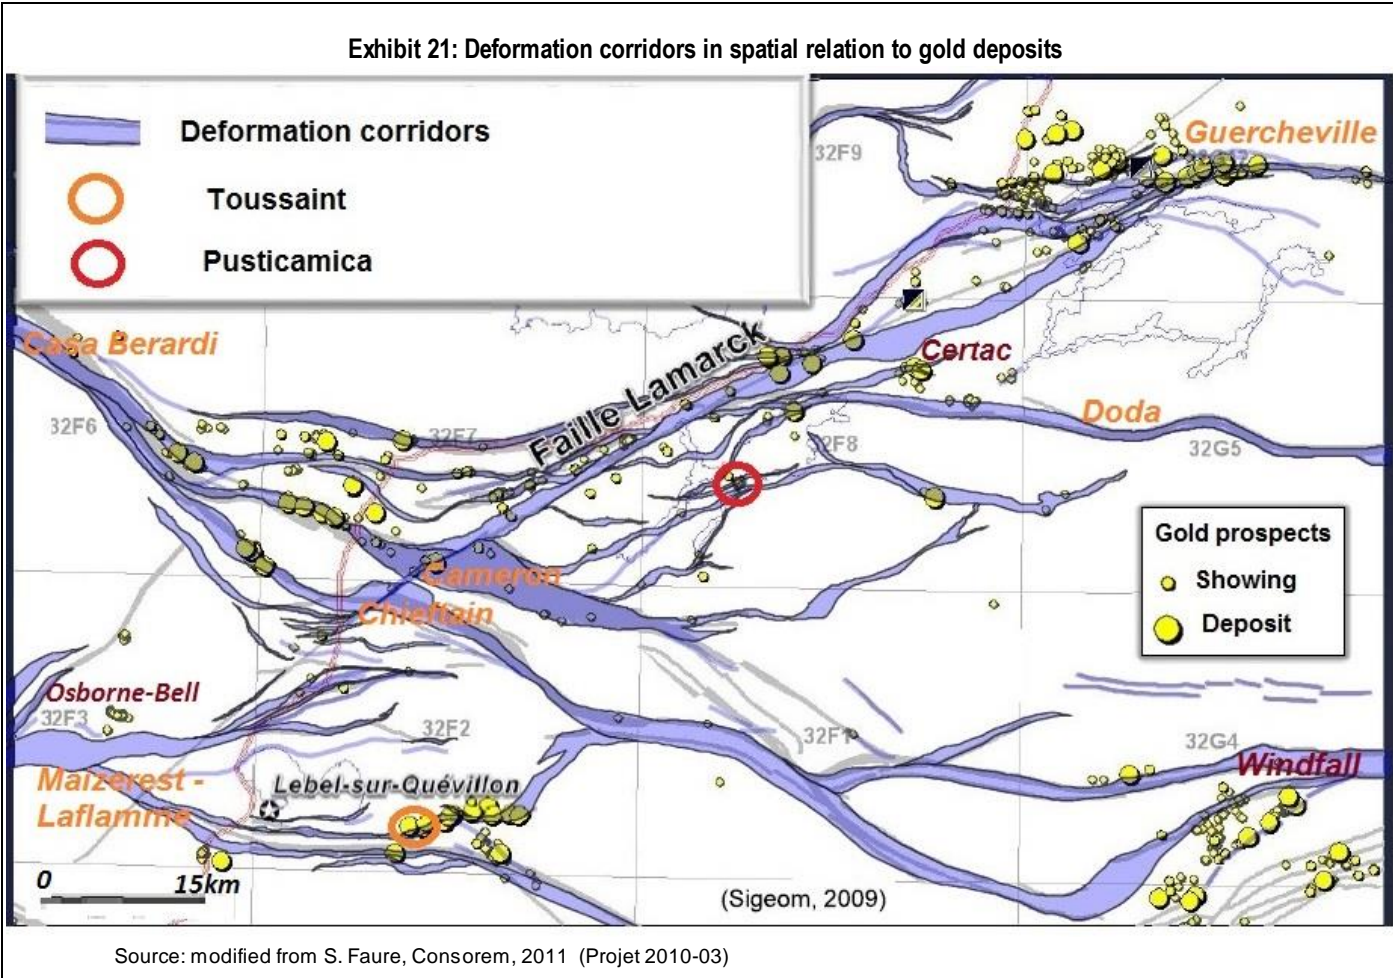 Exhibit 21: Deformation corridors in spatial relation to gold deposits
Deformation corridors
Toussaint
Pusticamica
32F9
Guercheville
Casa Berardi
Faille Lamarck
Certac
Doda
32F6
32F7
32F8
32G5
Gold prospects
Showing
Deposit
Cameron
Chieftain
Osborne-Bell
32F3
32F2
32F1
32G4
Windfall
Maizerest -
Laflamme
Lebel-sur-Quévillon
0 15km
(Sigeom, 2009)
Source: modified from S. Faure, Consorem, 2011 (Projet 2010-03)